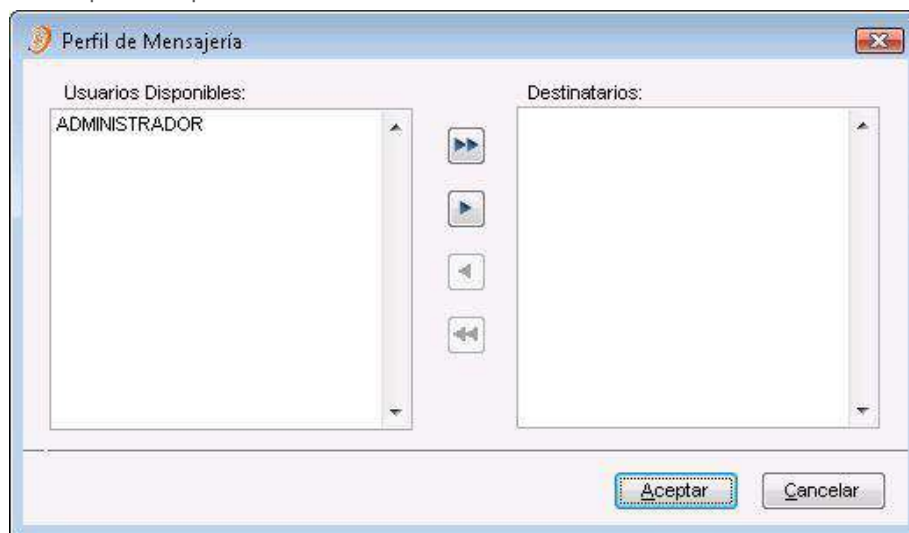 Perfil de Mensajería
Usuarios Disponibles:
Destinatarios:
ADMINISTRADOR
Aceptar
Cancelar